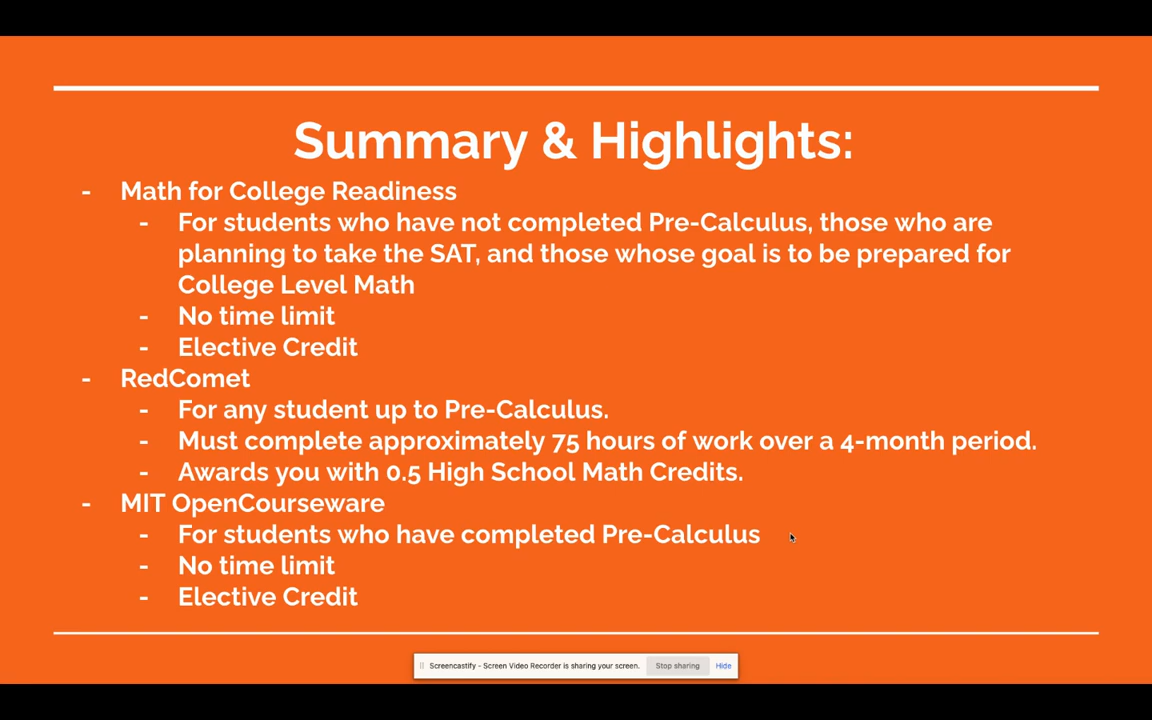 Summary & Highlights:
- Math for College Readiness
- For students who have not completed Pre-Calculus, those who are
planning to take the SAT, and those whose goal is to be prepared for
College Level Math
- No time limit
- Elective Credit
- RedComet
- For any student up to Pre-Calculus.
- Must complete approximately 75 hours of work over a 4-month period.
- Awards you with 0.5 High School Math Credits.
- MIT OpenCourseware
- For students who have completed Pre-Calculus
- No time limit
- Elective Credit
Screencastify - Screen Video Recorder is sharing your screen. Stop sharing Hide